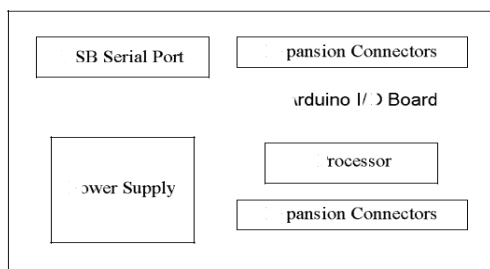 SB Serial Port
pansion Connectors
rduino I/O Board
ower Supply
rocessor
pansion Connectors